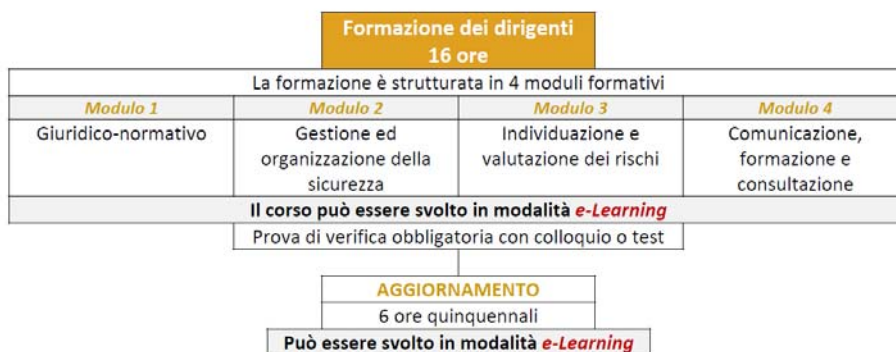 Formazione dei dirigenti
16 ore
La formazione è strutturata in 4 moduli formativi
Modulo 1
Modulo 2
Modulo 3
Modulo 4
Giuridico-normativo
Gestione ed
organizzazione della
sicurezza
Individuazione e
valutazione dei rischi
Comunicazione,
formazione e
consultazione
Il corso può essere svolto in modalità e-Learning
Prova di verifica obbligatoria con colloquio o test
AGGIORNAMENTO
6 ore quinquennali
Può essere svolto in modalità e-Learning